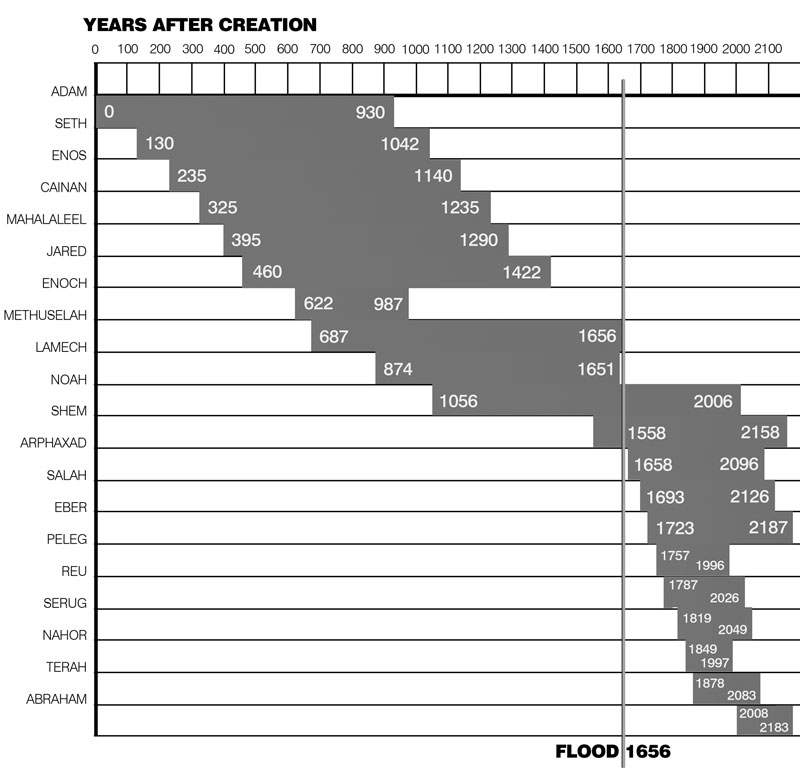 YEARS AFTER CREATION
0 100 200 300 400 500 600 700 800 900 1000 1100 1200 1300 1400 1500 1600 1700 1800 1900 2000 2100
ADAM
0 930
SETH
130 1042
ENOS
235 1140
CAINAN
325 1235
MAHALALEEL
395 1290
JARED
460 1422
ENOCH
622 987
METHUSELAH
687 1656
LAMECH
874 1651
NOAH
1056 2006
SHEM
1558 2158
ARPHAXAD
1658 2096
SALAH
1693 2126
EBER
1723 2187
PELEG
1757 1996
REU
1787 2026
SERUG
1819 2049
NAHOR
1849 1997
TERAH
1878 2083
ABRAHAM
2008 2183
FLOOD 1656